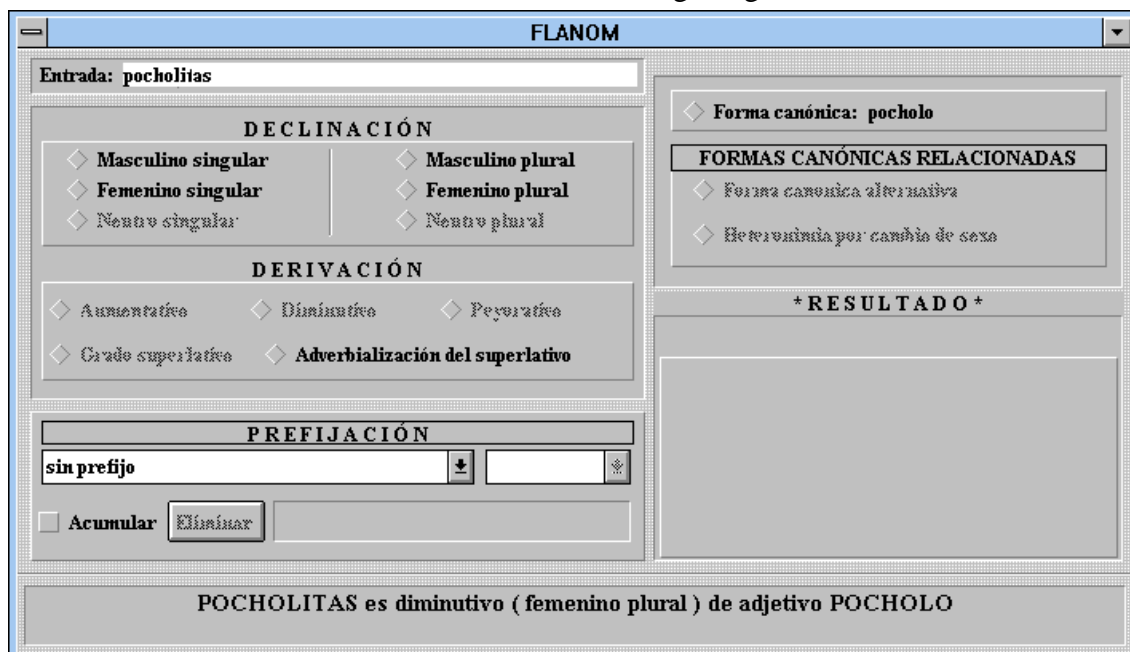 FLANOM
Entrada: pocholitas
DECLINACIÓN
Masculino singular Masculino plural
Femenino singular Femenino plural
Neutro singular Neutro plural
DERIVACIÓN
Aumentativo Diminutivo Peyorativo
Grado superlativo Adverbialización del superlativo
PREFIJACIÓN
sin prefijo
Acumular Eliminar
Forma canónica: pocholo
FORMAS CANÓNICAS RELACIONADAS
Forma canonica alternativa
Heteronimia por cambio de sexo
*RESULTADO*
POCHOLITAS es diminutivo ( femenino plural ) de adjetivo POCHOLO